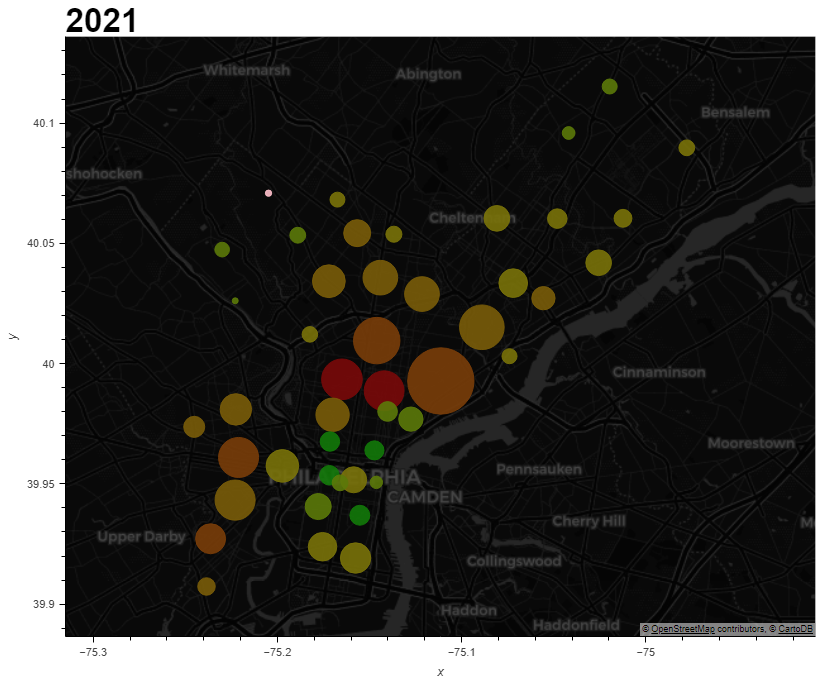 2021
Whitemarsh
Abington
Bensalem
40.1
shohocken
Cheltenham
40.05
y
40
Cinnaminson
Moorestown
39.95
PHILADELPHIA
Pennsauken
CAMDEN
Cherry Hill
Upper Darby
Collingswood
39.9
Haddon
Haddonfield
© OpenStreetMap contributors, © CartoDB
−75.3
−75.2
−75.1
−75
x